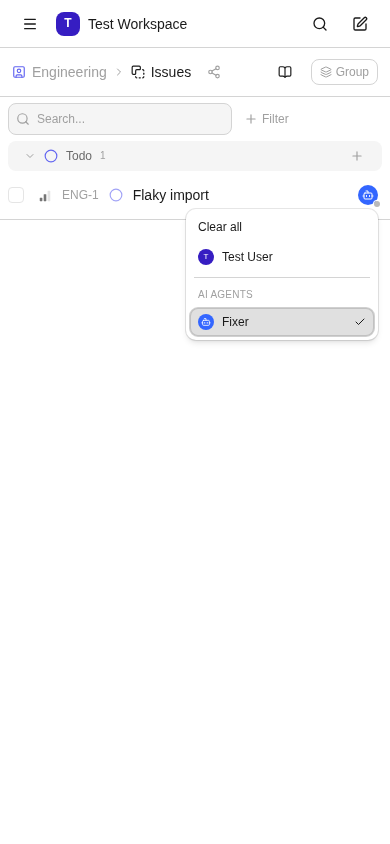 T Test Workspace
Engineering Issues Group
Search... Filter
Todo 1
ENG-1 Flaky import
Clear all
T Test User
AI AGENTS
Fixer